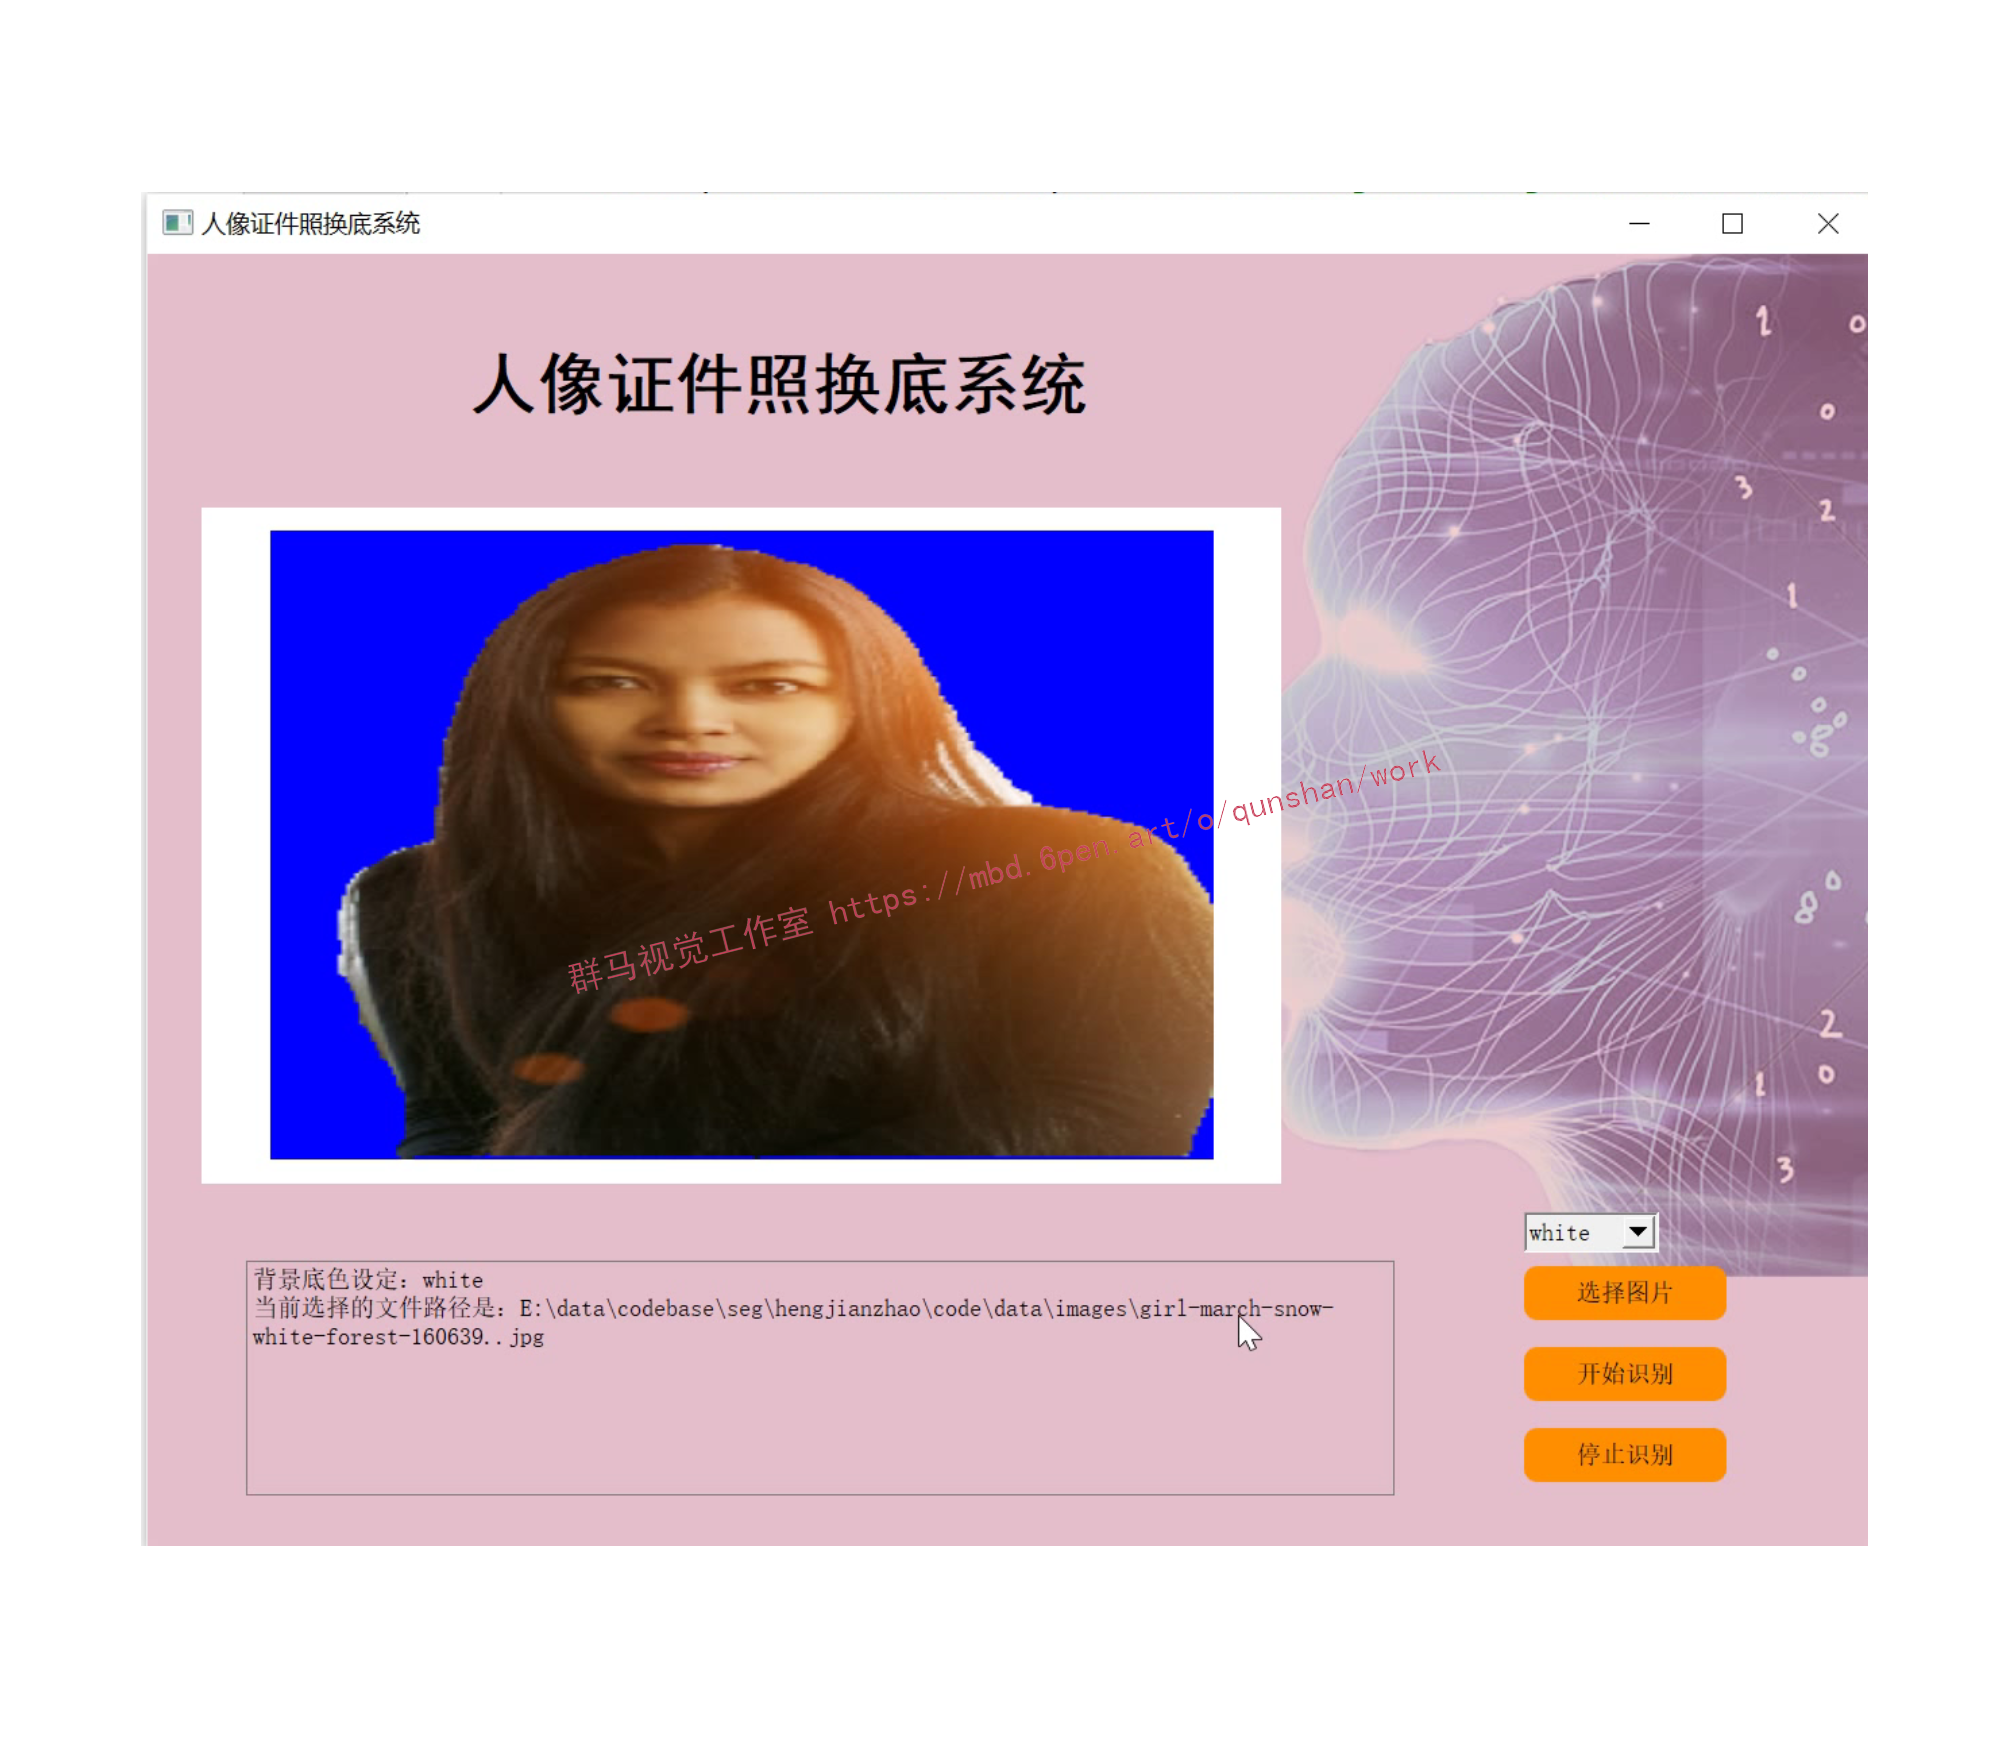 人像证件照换底系统
人像证件照换底系统
1 0
0
3
2
1
群马视觉工作室 https://mbd.6pen.art/o/qunshan/work
8
2
1 0
3
white
背景底色设定：white
当前选择的文件路径是：E:\data\codebase\seg\hengjianzhao\code\data\images\girl-march-snow-
white-forest-160639..jpg
选择图片
开始识别
停止识别